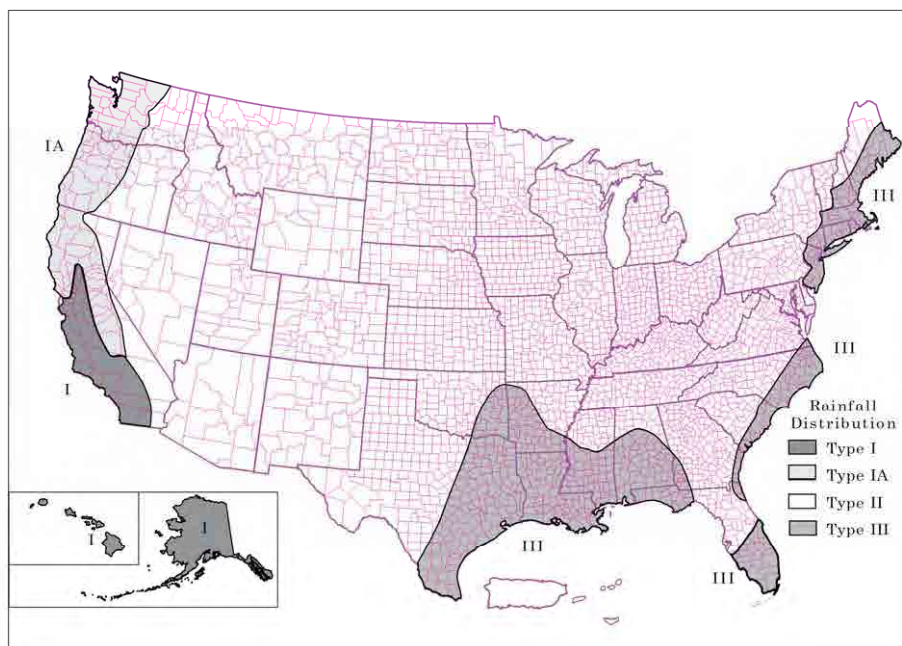 IA
III
III
I
Rainfall
Distribution
Type I
Type IA
Type II
Type III
I
I
III
III